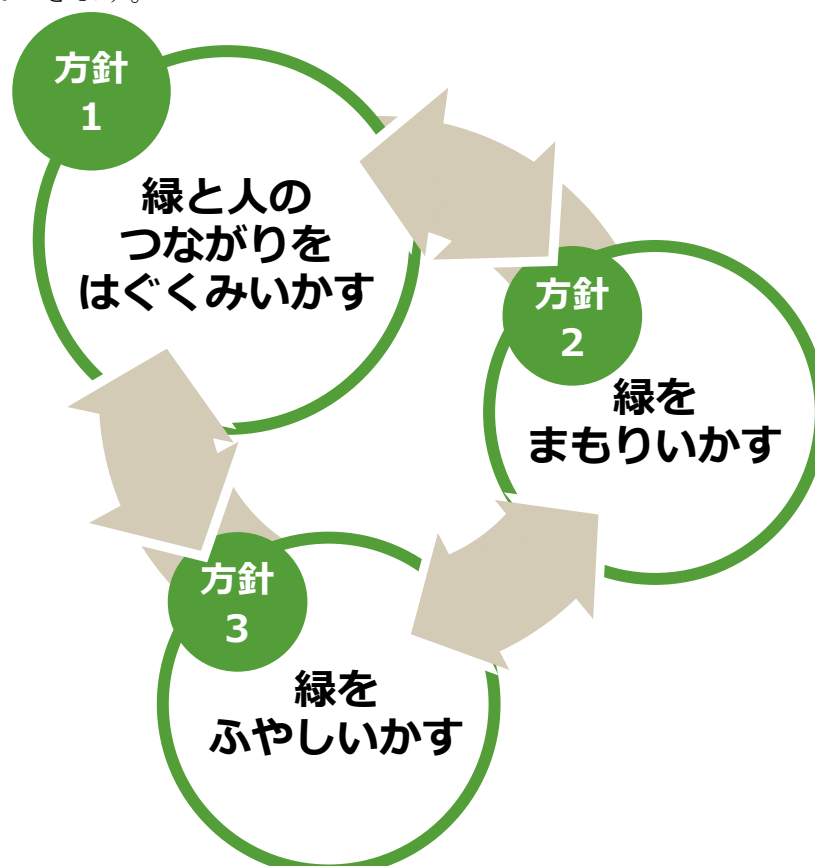 方針
1
緑と人の
つながりを
はぐくみいかす
方針
2
緑を
まもりいかす
方針
3
緑を
ふやしいかす